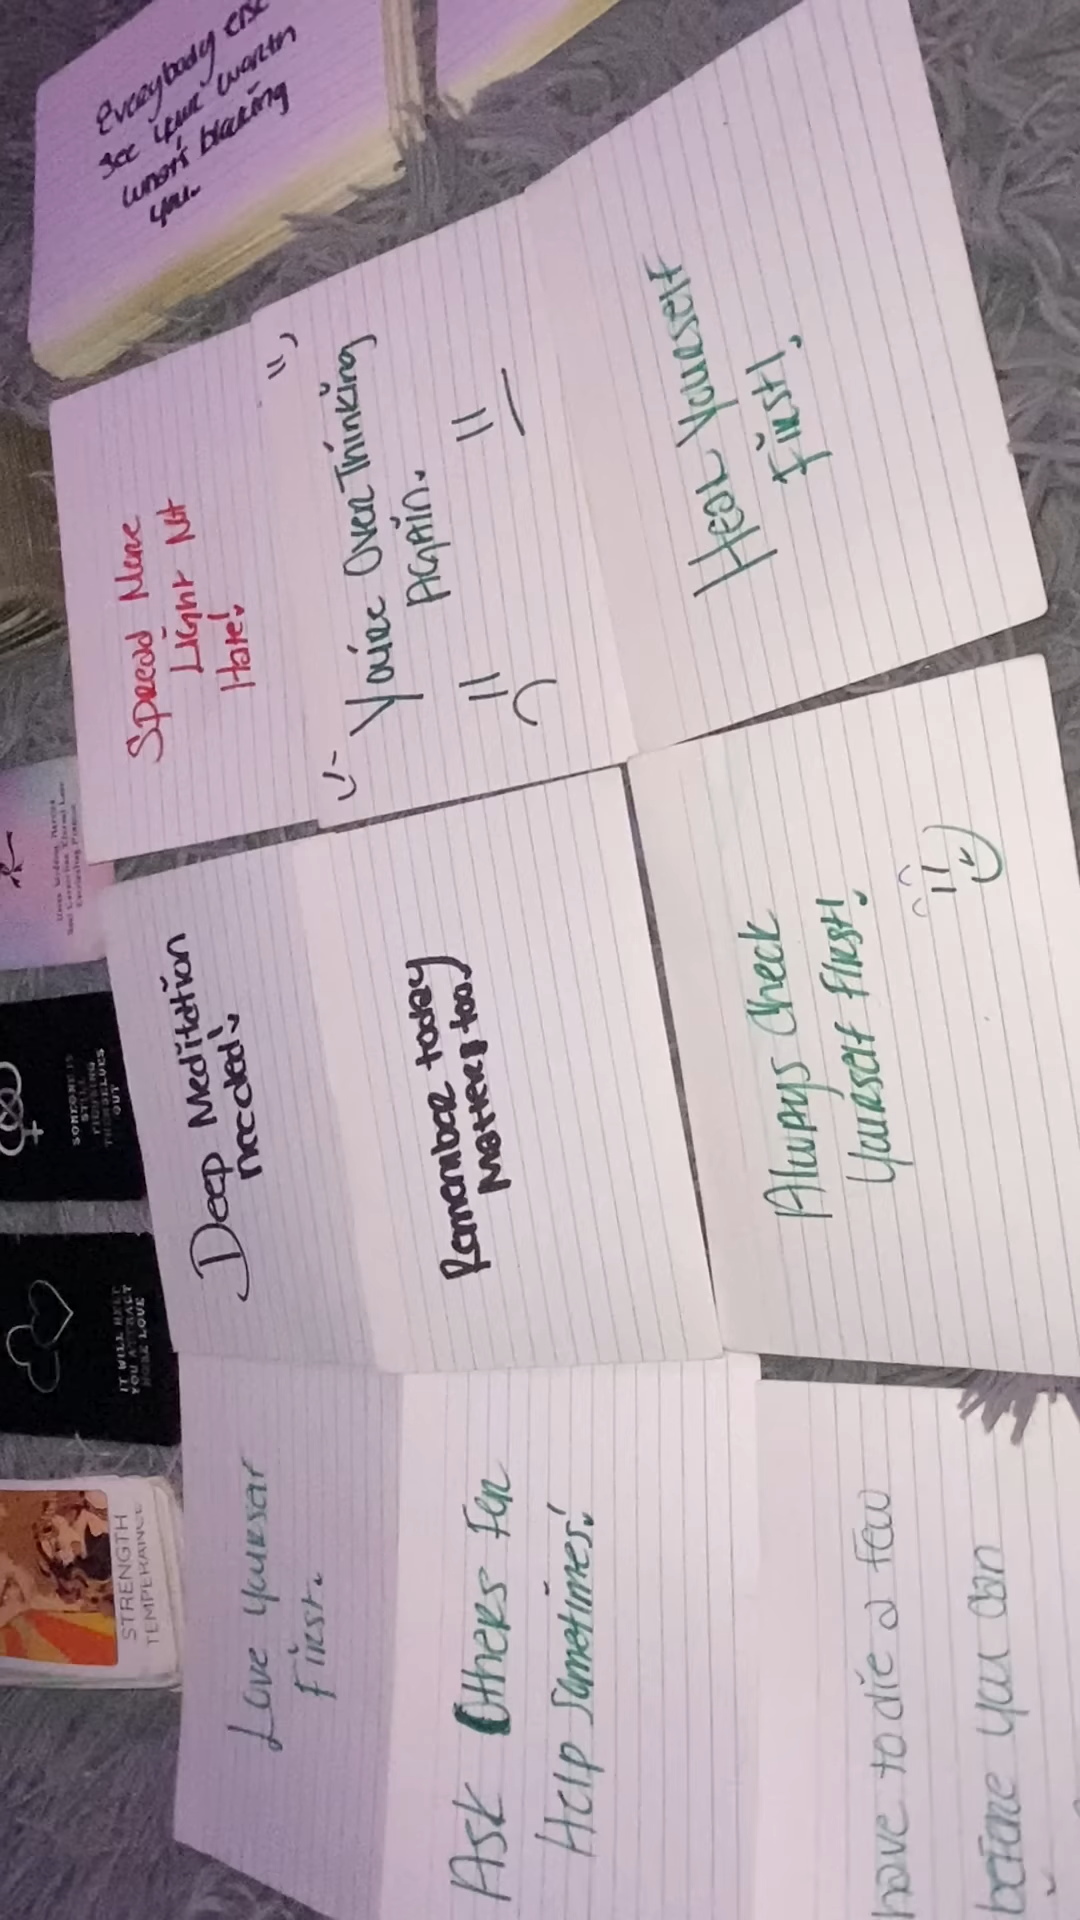 STRENGTH
TEMPERANCE
IT WILL HELP
YOU ATTRACT
MORE LOVE
SOMEONE IS
STILL
FIGURING
THEMSELVES
OUT
Love yourself
First.
Deep Meditation
needed!
Spread More
Light Not
Hate!
Everybody else
see your worth
what's blocking
you.
Ask Others For
Help Sometimes!
Remember today
Matters too.
You're Over Thinking
Again.
have to die a few
before you can
Always Check
Yourself First!
Heal Yourself
First!